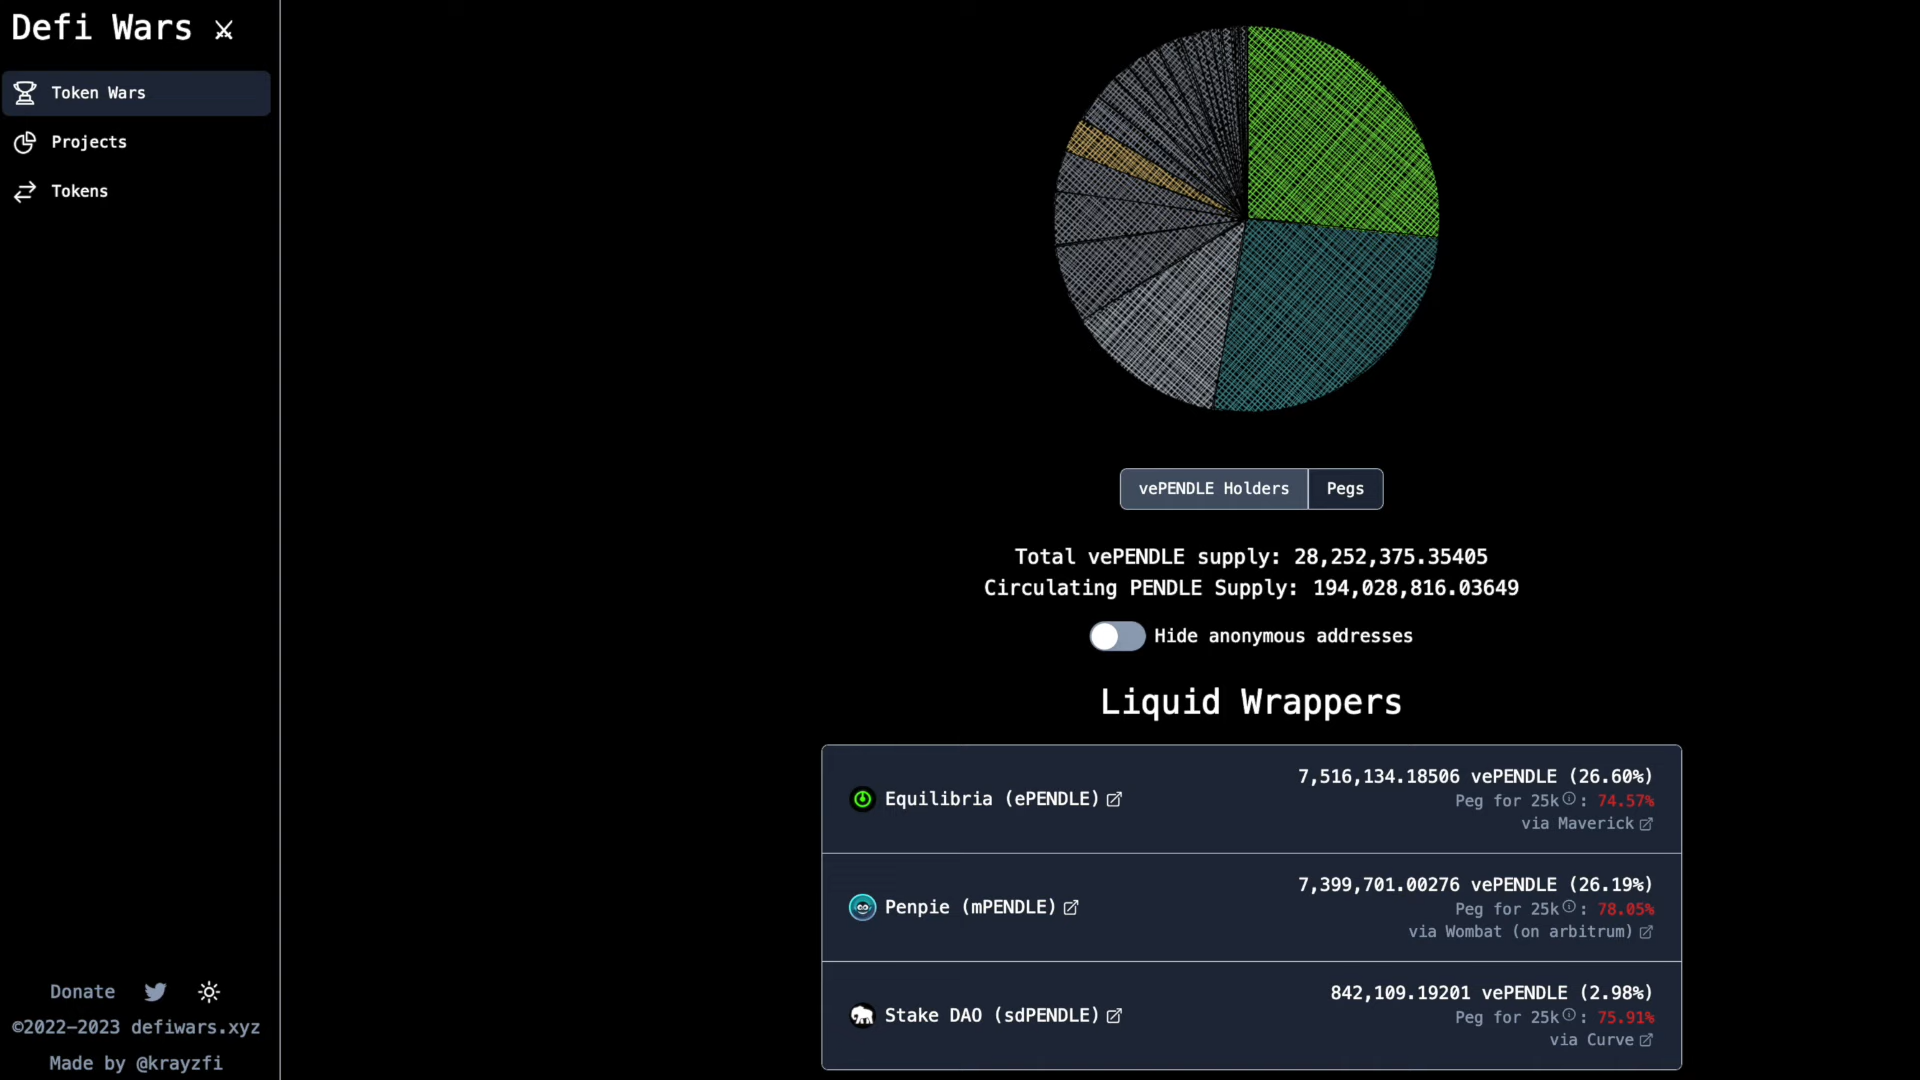 Defi Wars
Token Wars
Projects
Tokens
vePENDLE Holders
Pegs
Total vePENDLE supply: 28,252,375.35405
Circulating PENDLE Supply: 194,028,816.03649
Hide anonymous addresses
Liquid Wrappers
Equilibria (ePENDLE)
7,516,134.18506 vePENDLE (26.60%)
Peg for 25k: 74.57%
via Maverick
Penpie (mPENDLE)
7,399,701.00276 vePENDLE (26.19%)
Peg for 25k: 78.05%
via Wombat (on arbitrum)
Stake DAO (sdPENDLE)
842,109.19201 vePENDLE (2.98%)
Peg for 25k: 75.91%
via Curve
Donate
©2022–2023 defiwars.xyz
Made by @krayzfi